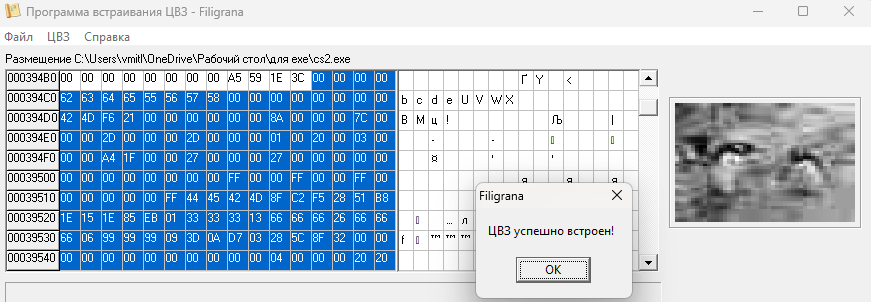 Программа встраивания ЦВЗ - Filigrana
Файл ЦВЗ Справка
Размещение C:\Users\vmitl\OneDrive\Рабочий стол\для exe\cs2.exe
000394B0 00 00 00 00 00 00 00 00 A5 59 1E 3C 00 00 00 00 Ґ Y <
000394C0 62 63 64 65 55 56 57 58 00 00 00 00 00 00 00 00 b c d e U V W X
000394D0 42 4D F6 21 00 00 00 00 00 00 8A 00 00 00 7C 00 B M ц ! Љ |
000394E0 00 00 2D 00 00 00 2D 00 00 00 01 00 20 00 03 00 - -
000394F0 00 00 A4 1F 00 00 27 00 00 00 27 00 00 00 00 00 ¤ ' '
00039500 00 00 00 00 00 00 00 00 FF 00 00 FF 00 00 FF 00 я я я
00039510 00 00 00 00 00 FF 44 45 42 4D 8F C2 F5 28 51 B8
00039520 1E 15 1E 85 EB 01 33 33 33 13 66 66 66 26 66 66 … л
00039530 66 06 99 99 99 09 3D 0A D7 03 28 5C 8F 32 00 00 f ™ ™ ™
00039540 00 00 00 00 00 00 00 00 00 04 00 00 00 20 20
Filigrana
ЦВЗ успешно встроен!
OK